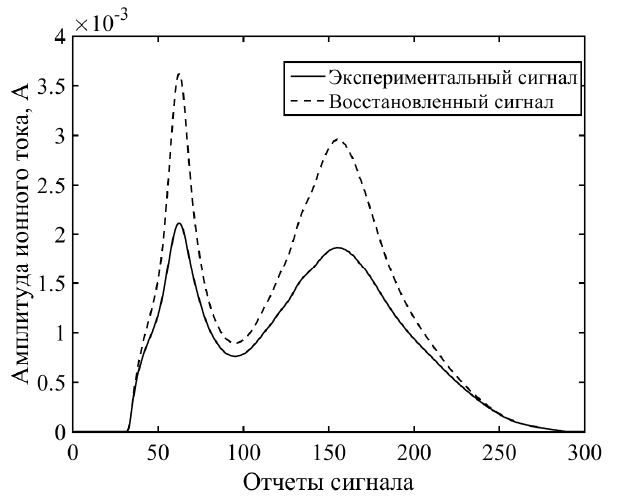 ×10⁻³
4
3.5
3
2.5
2
1.5
1
0.5
0
0 50 100 150 200 250 300
Амплитуда ионного тока, А
Отчеты сигнала
Экспериментальный сигнал
Восстановленный сигнал